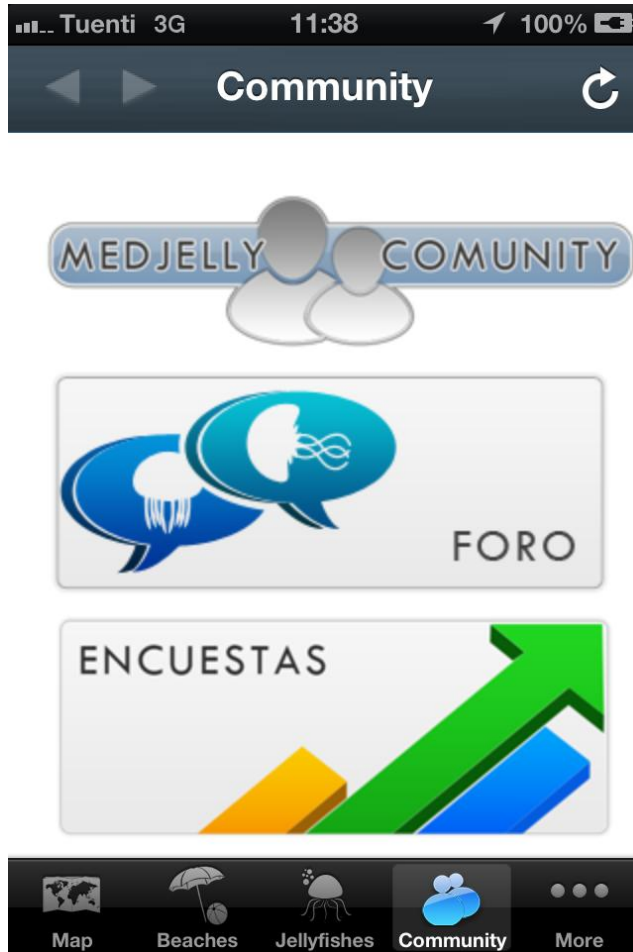 Tuenti 3G 11:38 100%
Community
MEDJELLY COMUNITY
FORO
ENCUESTAS
Map Beaches Jellyfishes Community More